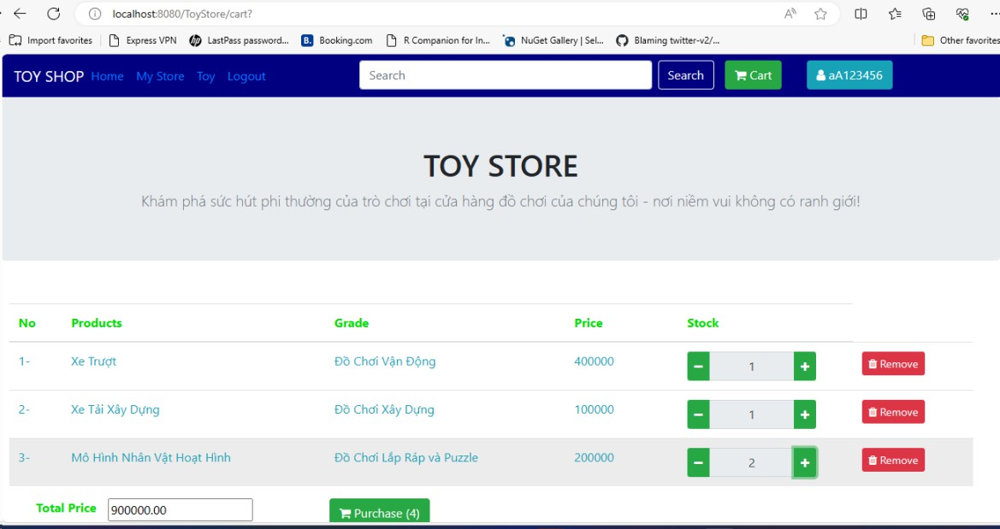 localhost:8080/ToyStore/cart?
Import favorites Express VPN LastPass password... Booking.com R Companion for In... NuGet Gallery | Sel... Blaming twitter-v2/... Other favorites
TOY SHOP Home My Store Toy Logout Search Search Cart aA123456
TOY STORE
Khám phá sức hút phi thường của trò chơi tại cửa hàng đồ chơi của chúng tôi - nơi niềm vui không có ranh giới!
No Products Grade Price Stock
1- Xe Trượt Đồ Chơi Vận Động 400000 − 1 + Remove
2- Xe Tải Xây Dựng Đồ Chơi Xây Dựng 100000 − 1 + Remove
3- Mô Hình Nhân Vật Hoạt Hình Đồ Chơi Lắp Ráp và Puzzle 200000 − 2 + Remove
Total Price 900000.00 Purchase (4)